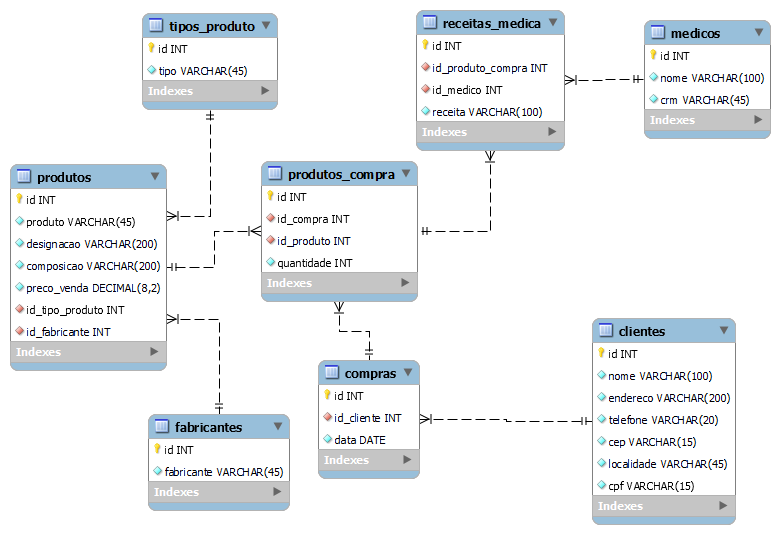 tipos_produto
id INT
tipo VARCHAR(45)
Indexes
receitas_medica
id INT
id_produto_compra INT
id_medico INT
receita VARCHAR(100)
Indexes
medicos
id INT
nome VARCHAR(100)
crm VARCHAR(45)
Indexes
produtos
id INT
produto VARCHAR(45)
designacao VARCHAR(200)
composicao VARCHAR(200)
preco_venda DECIMAL(8,2)
id_tipo_produto INT
id_fabricante INT
Indexes
produtos_compra
id INT
id_compra INT
id_produto INT
quantidade INT
Indexes
clientes
id INT
nome VARCHAR(100)
endereco VARCHAR(200)
telefone VARCHAR(20)
cep VARCHAR(15)
localidade VARCHAR(45)
cpf VARCHAR(15)
Indexes
compras
id INT
id_cliente INT
data DATE
Indexes
fabricantes
id INT
fabricante VARCHAR(45)
Indexes